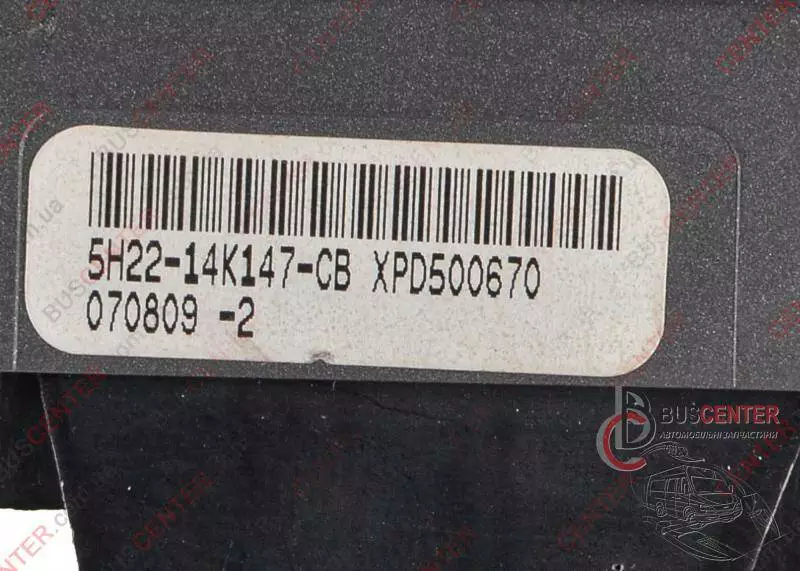 5H22-14K147-CB XPD500670
070809 -2
BUSCENTER
АВТОМОБІЛЬНІ ЗАПЧАСТИНИ